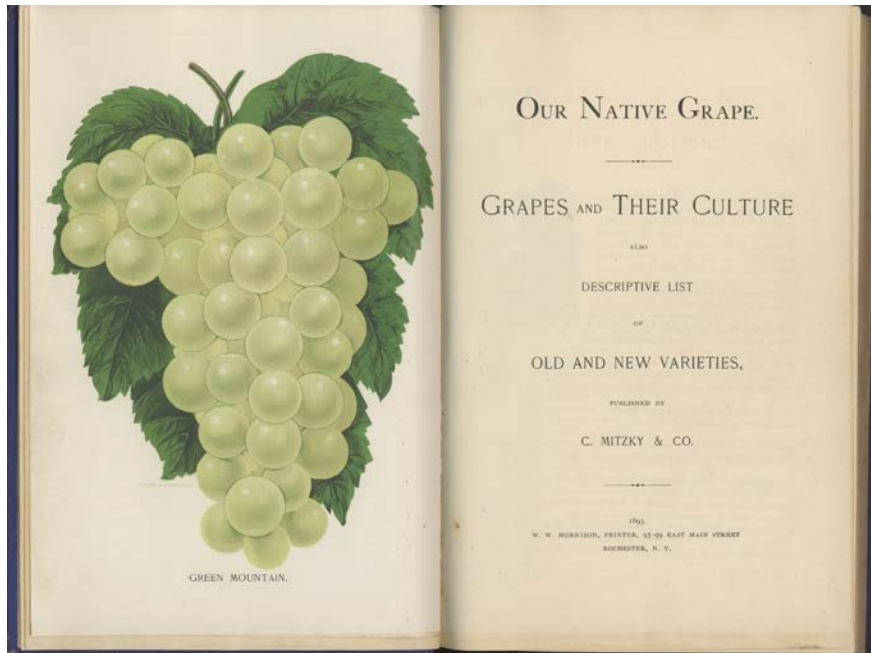 GREEN MOUNTAIN.
OUR NATIVE GRAPE.
GRAPES AND THEIR CULTURE
ALSO
DESCRIPTIVE LIST
OF
OLD AND NEW VARIETIES,
PUBLISHED BY
C. MITZKY & CO.
1893.
W. W. MORRISON, PRINTER, 95-99 EAST MAIN STREET
ROCHESTER, N. Y.